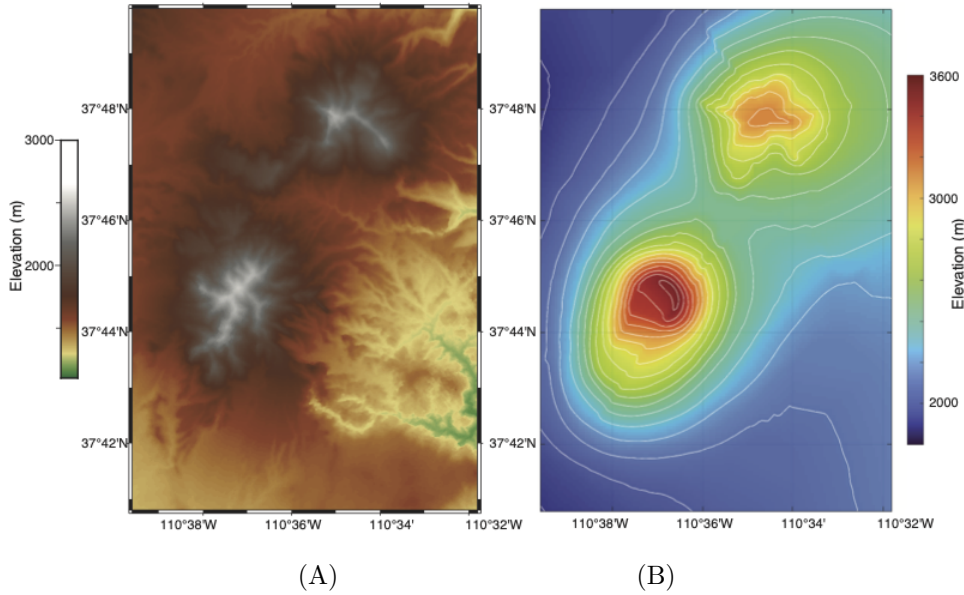 3000
2000
Elevation (m)
37°48'N
37°46'N
37°44'N
37°42'N
110°38'W
110°36'W
110°34'
110°32'W
37°48'N
37°46'N
37°44'N
37°42'N
110°38'W
110°36'W
110°34'W
110°32'W
3600
3000
2000
Elevation (m)
(A)
(B)